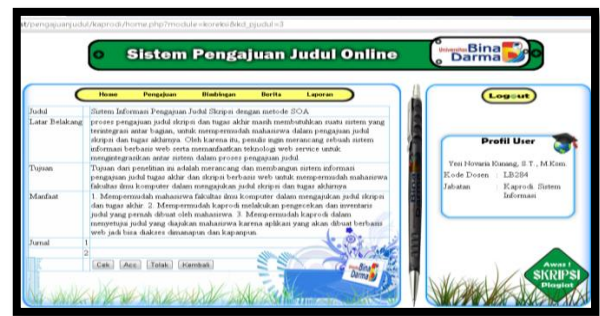 at/pengajuanjudul/kaprodi/home.php?module=koreksi&kd_pjudul=3
Sistem Pengajuan Judul Online
Universitas Bina
Darma
Home Pengajuan Bimbingan Berita Laporan
Judul Sistem Informasi Pengajuan Judul Skripsi dengan metode SOA
Latar Belakang proses pengajuan judul skripsi dan tugas akhir masih membutuhkan suatu sistem yang
terintegrasi antar bagian, untuk mempermudah mahasiswa dalam pengajuan judul
skripsi dan tugas akhirnya. Oleh karena itu, penulis ingin merancang sebuah sistem
informasi berbasis web serta memanfaatkan teknologi web service untuk
mengintegrasikan antar sistem dalam proses pengajuan judul.
Tujuan Tujuan dari penelitian ini adalah merancang dan membangun sistem informasi
pengajuan judul tugas akhir dan skripsi berbasis web untuk mempermudah mahasiswa
fakultas ilmu komputer dalam mengajukan judul skripsi dan tugas akhirnya
Manfaat 1. Mempermudah mahasiswa fakultas ilmu komputer dalam mengajukan judul skripsi
dan tugas akhir. 2. Mempermudah kaprodi melakukan pengecekan dan inventaris
judul yang pernah dibuat oleh mahasiswa. 3. Mempermudah kaprodi dalam
menyetujui judul yang diajukan mahasiswa karena aplikasi yang akan dibuat berbasis
web jadi bisa diakses dimanapun dan kapanpun.
Jurnal 1
2
Cek Acc Tolak Kembali
Bina
Darma
Logout
Profil User
Yesi Novaria Kunang, S.T., M.Kom.
Kode Dosen : LB284
Jabatan : Kaprodi Sistem
Informasi
Awas !
SKRIPSI
Plagiat